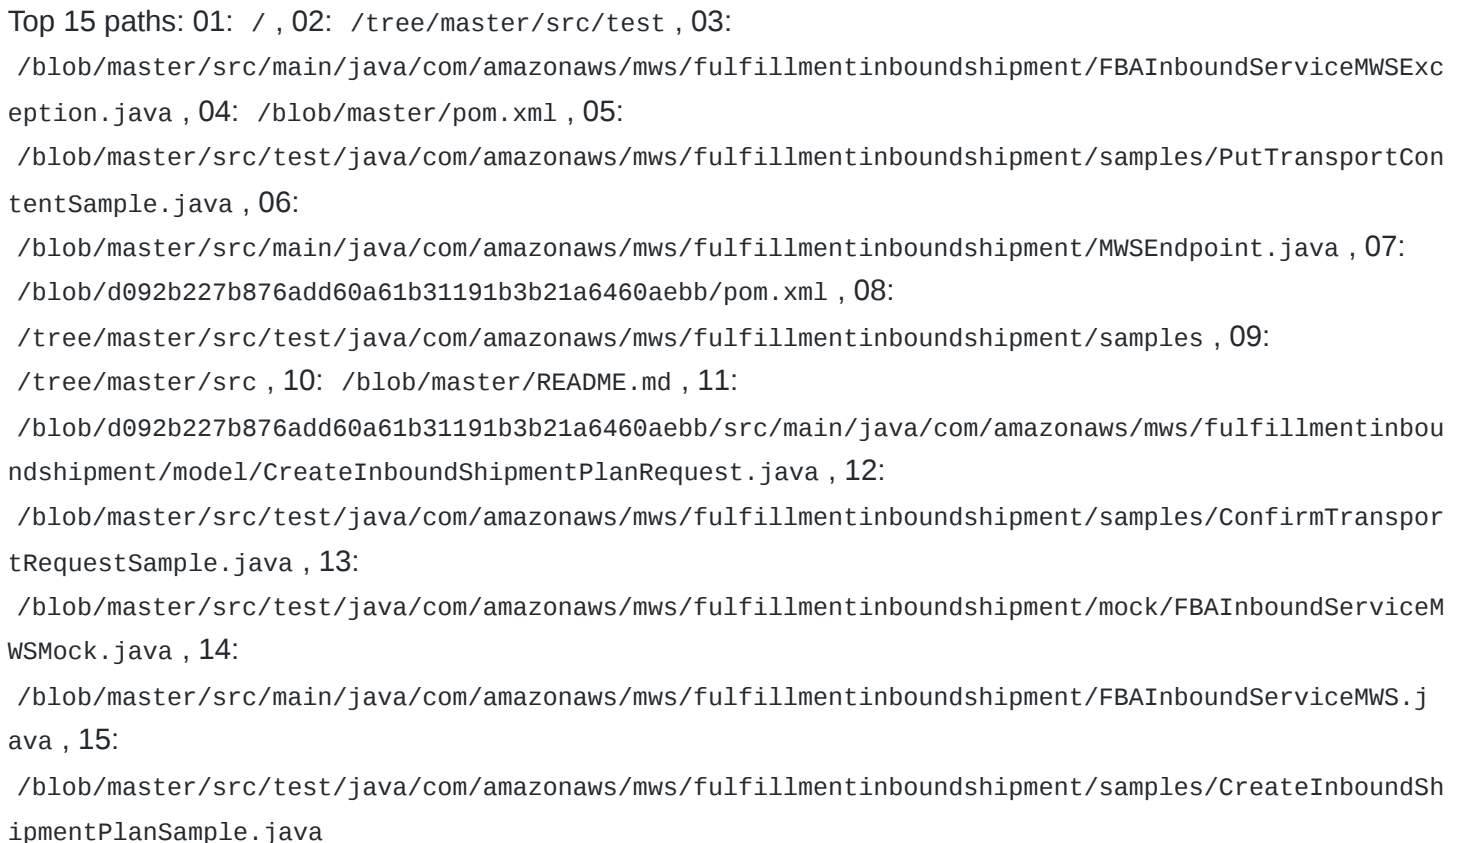 Top 15 paths: 01: / , 02: /tree/master/src/test , 03:
/blob/master/src/main/java/com/amazonaws/mws/fulfillmentinboundshipment/FBAInboundServiceMWSExc
eption.java , 04: /blob/master/pom.xml , 05:
/blob/master/src/test/java/com/amazonaws/mws/fulfillmentinboundshipment/samples/PutTransportCon
tentSample.java , 06:
/blob/master/src/main/java/com/amazonaws/mws/fulfillmentinboundshipment/MWSEndpoint.java , 07:
/blob/d092b227b876add60a61b31191b3b21a6460aebb/pom.xml , 08:
/tree/master/src/test/java/com/amazonaws/mws/fulfillmentinboundshipment/samples , 09:
/tree/master/src , 10: /blob/master/README.md , 11:
/blob/d092b227b876add60a61b31191b3b21a6460aebb/src/main/java/com/amazonaws/mws/fulfillmentinbou
ndshipment/model/CreateInboundShipmentPlanRequest.java , 12:
/blob/master/src/test/java/com/amazonaws/mws/fulfillmentinboundshipment/samples/ConfirmTranspor
tRequestSample.java , 13:
/blob/master/src/test/java/com/amazonaws/mws/fulfillmentinboundshipment/mock/FBAInboundServiceM
WSMock.java , 14:
/blob/master/src/main/java/com/amazonaws/mws/fulfillmentinboundshipment/FBAInboundServiceMWS.j
ava , 15:
/blob/master/src/test/java/com/amazonaws/mws/fulfillmentinboundshipment/samples/CreateInboundSh
ipmentPlanSample.java